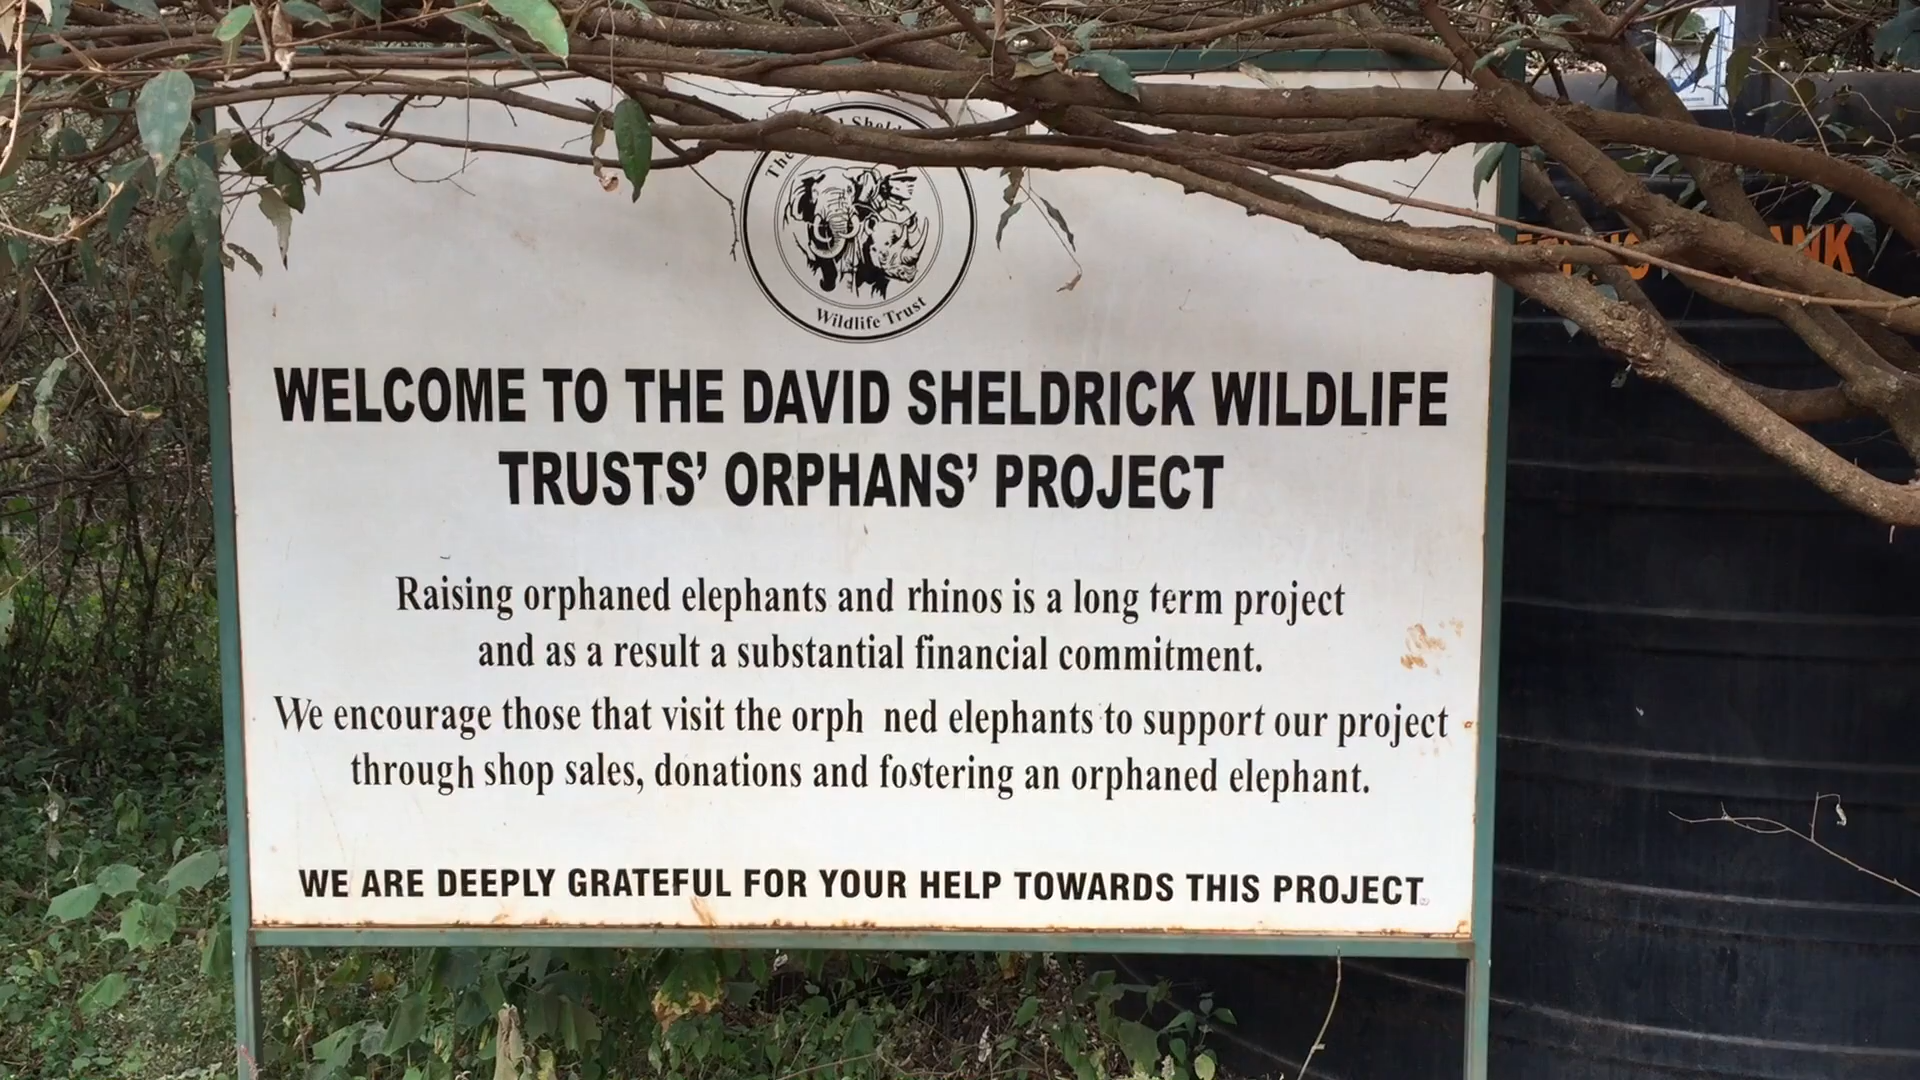 The
Wildlife Trust
WELCOME TO THE DAVID SHELDRICK WILDLIFE
TRUSTS' ORPHANS' PROJECT
Raising orphaned elephants and rhinos is a long term project
and as a result a substantial financial commitment.
We encourage those that visit the orph ned elephants to support our project
through shop sales, donations and fostering an orphaned elephant.
WE ARE DEEPLY GRATEFUL FOR YOUR HELP TOWARDS THIS PROJECT.